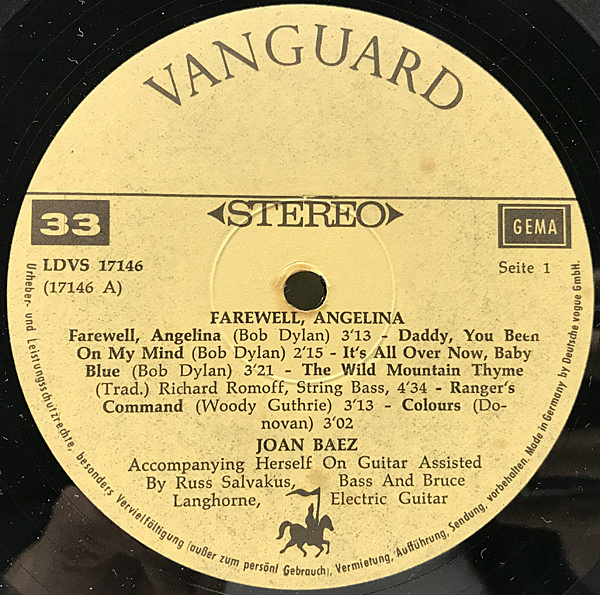 VANGUARD
STEREO
33
GEMA
LDVS 17146
Seite 1
(17146 A)
FAREWELL, ANGELINA
Farewell, Angelina (Bob Dylan) 3'13 - Daddy, You Been
On My Mind (Bob Dylan) 2'15 - It's All Over Now, Baby
Blue (Bob Dylan) 3'21 - The Wild Mountain Thyme
(Trad.) Richard Romoff, String Bass, 4'34 - Ranger's
Command (Woody Guthrie) 3'13 - Colours (Do-
novan) 3'02
JOAN BAEZ
Accompanying Herself On Guitar Assisted
By Russ Salvakus, Bass And Bruce
Langhorne, Electric Guitar
Urheber- und Leistungsschutzrechte, besonders Vervielfältigung (außer zum persönl Gebrauch), Vermietung, Aufführung, Sendung, vorbehalten. Made in Germany by Deutsche vogue GmbH.